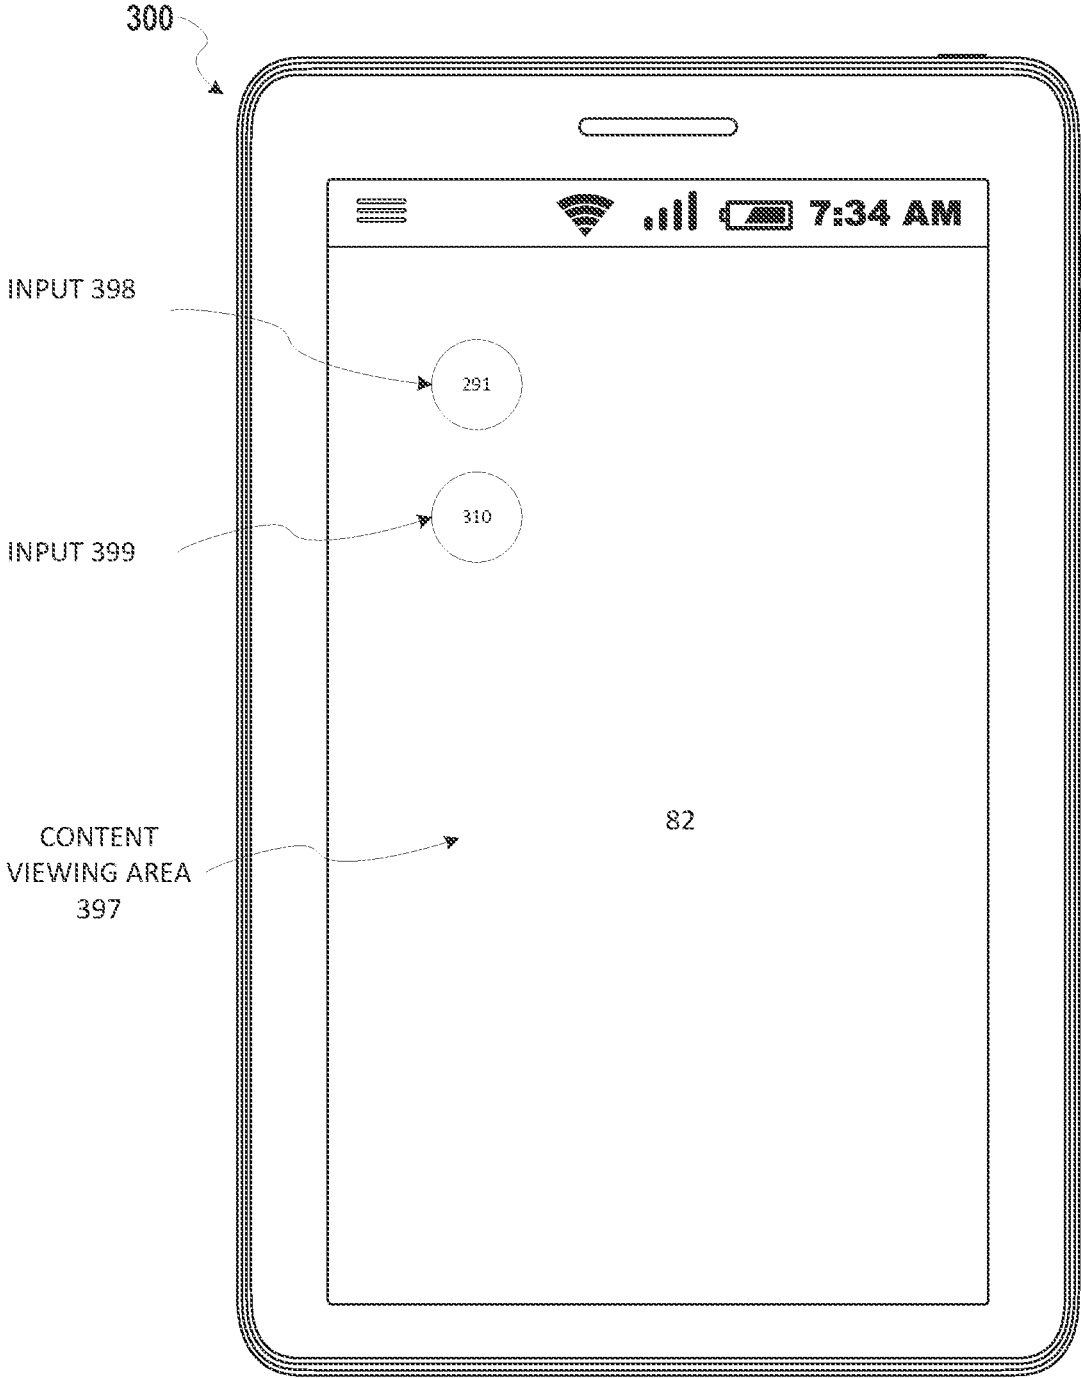 300
7:34 AM
INPUT 398
291
310
INPUT 399
82
CONTENT
VIEWING AREA
397